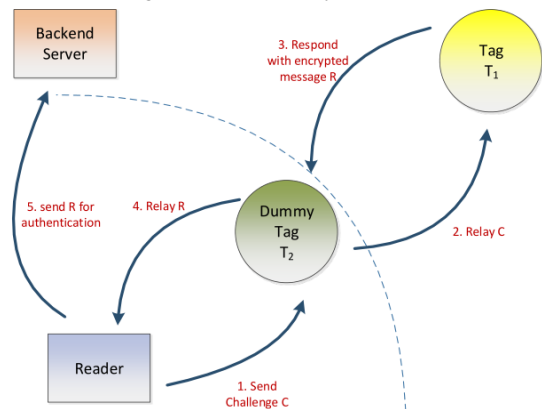 Backend
Server
3. Respond
with encrypted
message R
Tag
T1
5. send R for
authentication
4. Relay R
Dummy
Tag
T2
2. Relay C
Reader
1. Send
Challenge C